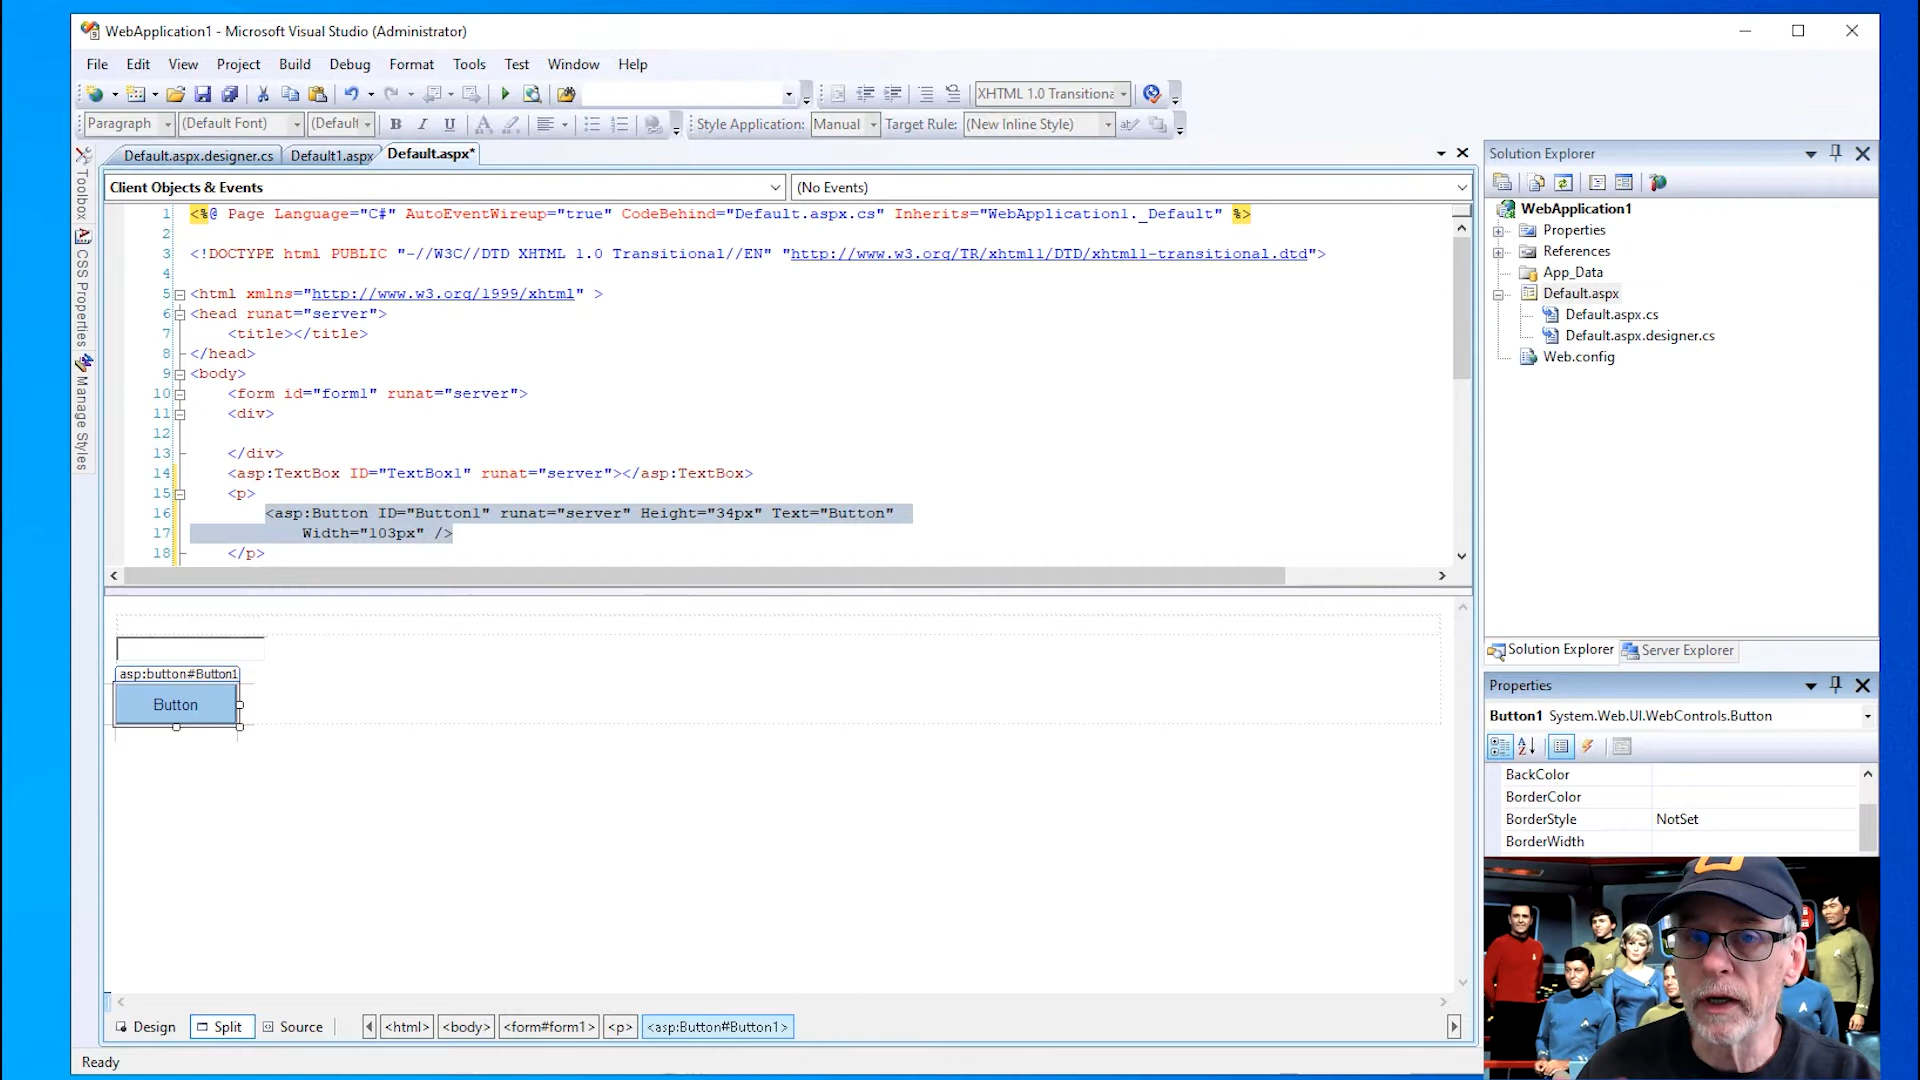 WebApplication1 - Microsoft Visual Studio (Administrator)
File Edit View Project Build Debug Format Tools Test Window Help
XHTML 1.0 Transitiona
Paragraph (Default Font) (Default B I U A Style Application: Manual Target Rule: (New Inline Style)
Default.aspx.designer.cs Default1.aspx Default.aspx*
Client Objects & Events (No Events)
1 <%@ Page Language="C#" AutoEventWireup="true" CodeBehind="Default.aspx.cs" Inherits="WebApplication1._Default" %>
2
3 <!DOCTYPE html PUBLIC "-//W3C//DTD XHTML 1.0 Transitional//EN" "http://www.w3.org/TR/xhtml1/DTD/xhtml1-transitional.dtd">
4
5 <html xmlns="http://www.w3.org/1999/xhtml" >
6 <head runat="server">
7 <title></title>
8 </head>
9 <body>
10 <form id="form1" runat="server">
11 <div>
12
13 </div>
14 <asp:TextBox ID="TextBox1" runat="server"></asp:TextBox>
15 <p>
16 <asp:Button ID="Button1" runat="server" Height="34px" Text="Button"
17 Width="103px" />
18 </p>
asp:button#Button1
Button
Design Split Source <html> <body> <form#form1> <p> <asp:Button#Button1>
Ready
Toolbox
CSS Properties
Manage Styles
Solution Explorer
WebApplication1
Properties
References
App_Data
Default.aspx
Default.aspx.cs
Default.aspx.designer.cs
Web.config
Solution Explorer Server Explorer
Properties
Button1 System.Web.UI.WebControls.Button
BackColor
BorderColor
BorderStyle NotSet
BorderWidth